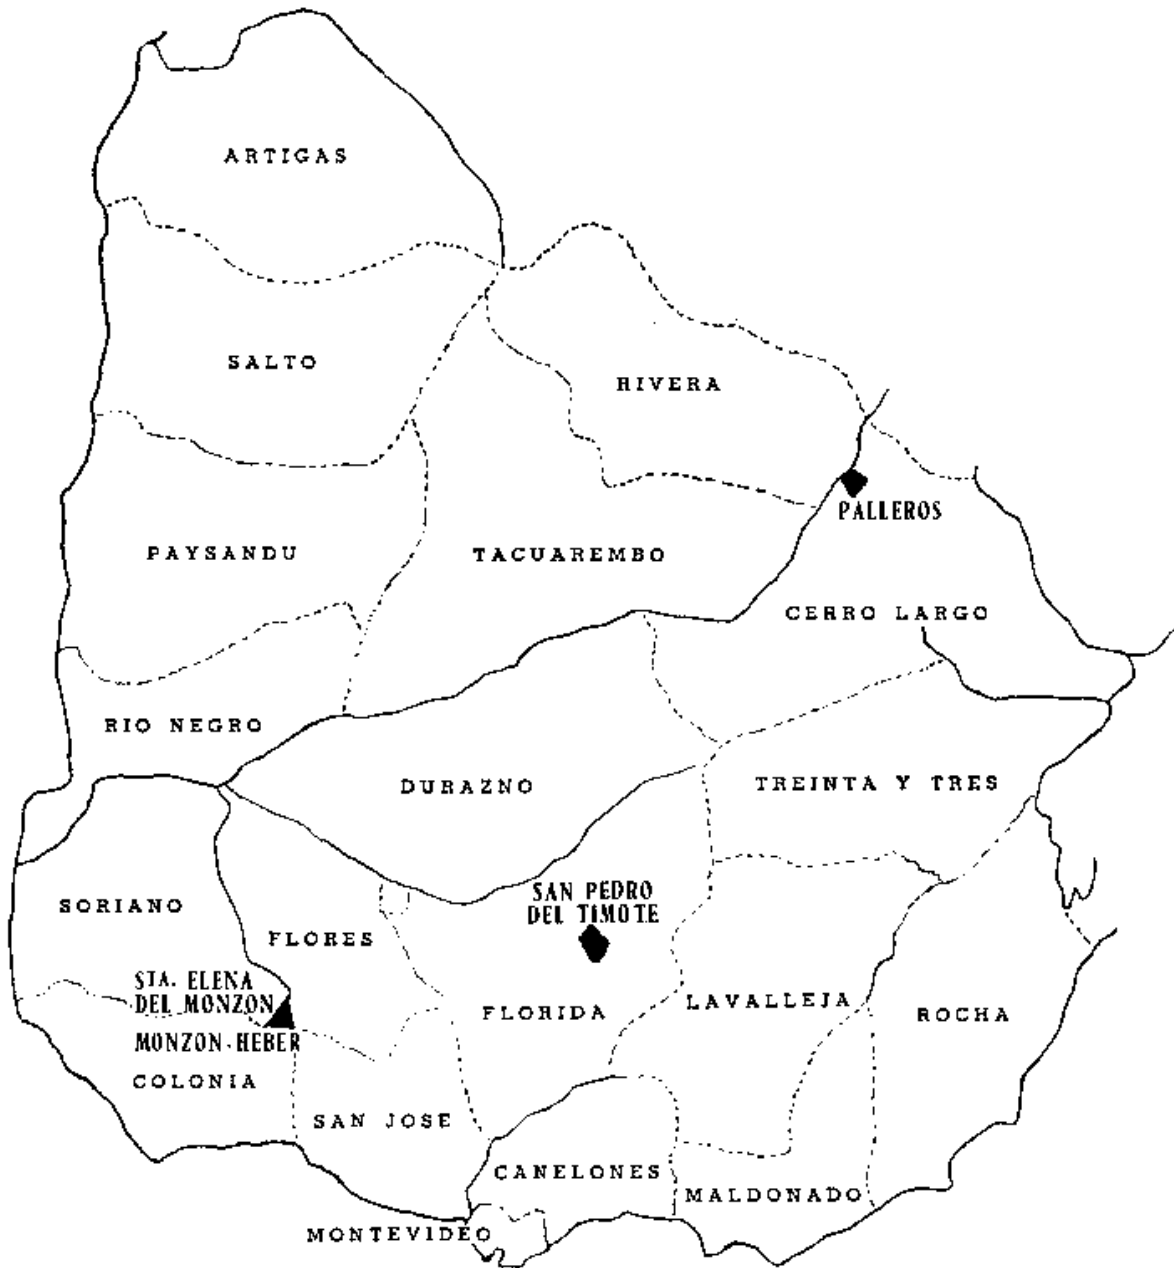 ARTIGAS
SALTO
RIVERA
PALLEROS
PAYSANDU
TACUAREMBO
CERRO LARGO
RIO NEGRO
DURAZNO
TREINTA Y TRES
SAN PEDRO
DEL TIMOTE
SORIANO
FLORES
STA. ELENA
DEL MONZON
MONZON-HEBER
FLORIDA
LAVALLEJA
ROCHA
COLONIA
SAN JOSE
CANELONES
MALDONADO
MONTEVIDEO